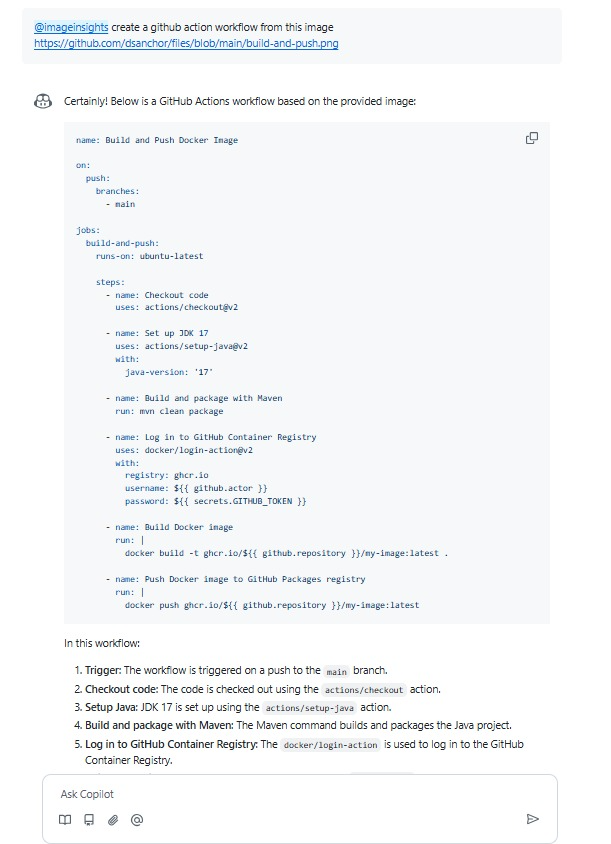 @imageinsights create a github action workflow from this image
https://github.com/dsanchor/files/blob/main/build-and-push.png
Certainly! Below is a GitHub Actions workflow based on the provided image:
name: Build and Push Docker Image
on:
  push:
    branches:
      - main
jobs:
  build-and-push:
    runs-on: ubuntu-latest
    steps:
      - name: Checkout code
        uses: actions/checkout@v2
      - name: Set up JDK 17
        uses: actions/setup-java@v2
        with:
          java-version: '17'
      - name: Build and package with Maven
        run: mvn clean package
      - name: Log in to GitHub Container Registry
        uses: docker/login-action@v2
        with:
          registry: ghcr.io
          username: ${{ github.actor }}
          password: ${{ secrets.GITHUB_TOKEN }}
      - name: Build Docker image
        run: |
          docker build -t ghcr.io/${{ github.repository }}/my-image:latest .
      - name: Push Docker image to GitHub Packages registry
        run: |
          docker push ghcr.io/${{ github.repository }}/my-image:latest
In this workflow:
1. Trigger: The workflow is triggered on a push to the main branch.
2. Checkout code: The code is checked out using the actions/checkout action.
3. Setup Java: JDK 17 is set up using the actions/setup-java action.
4. Build and package with Maven: The Maven command builds and packages the Java project.
5. Log in to GitHub Container Registry: The docker/login-action is used to log in to the GitHub
Container Registry.
Ask Copilot